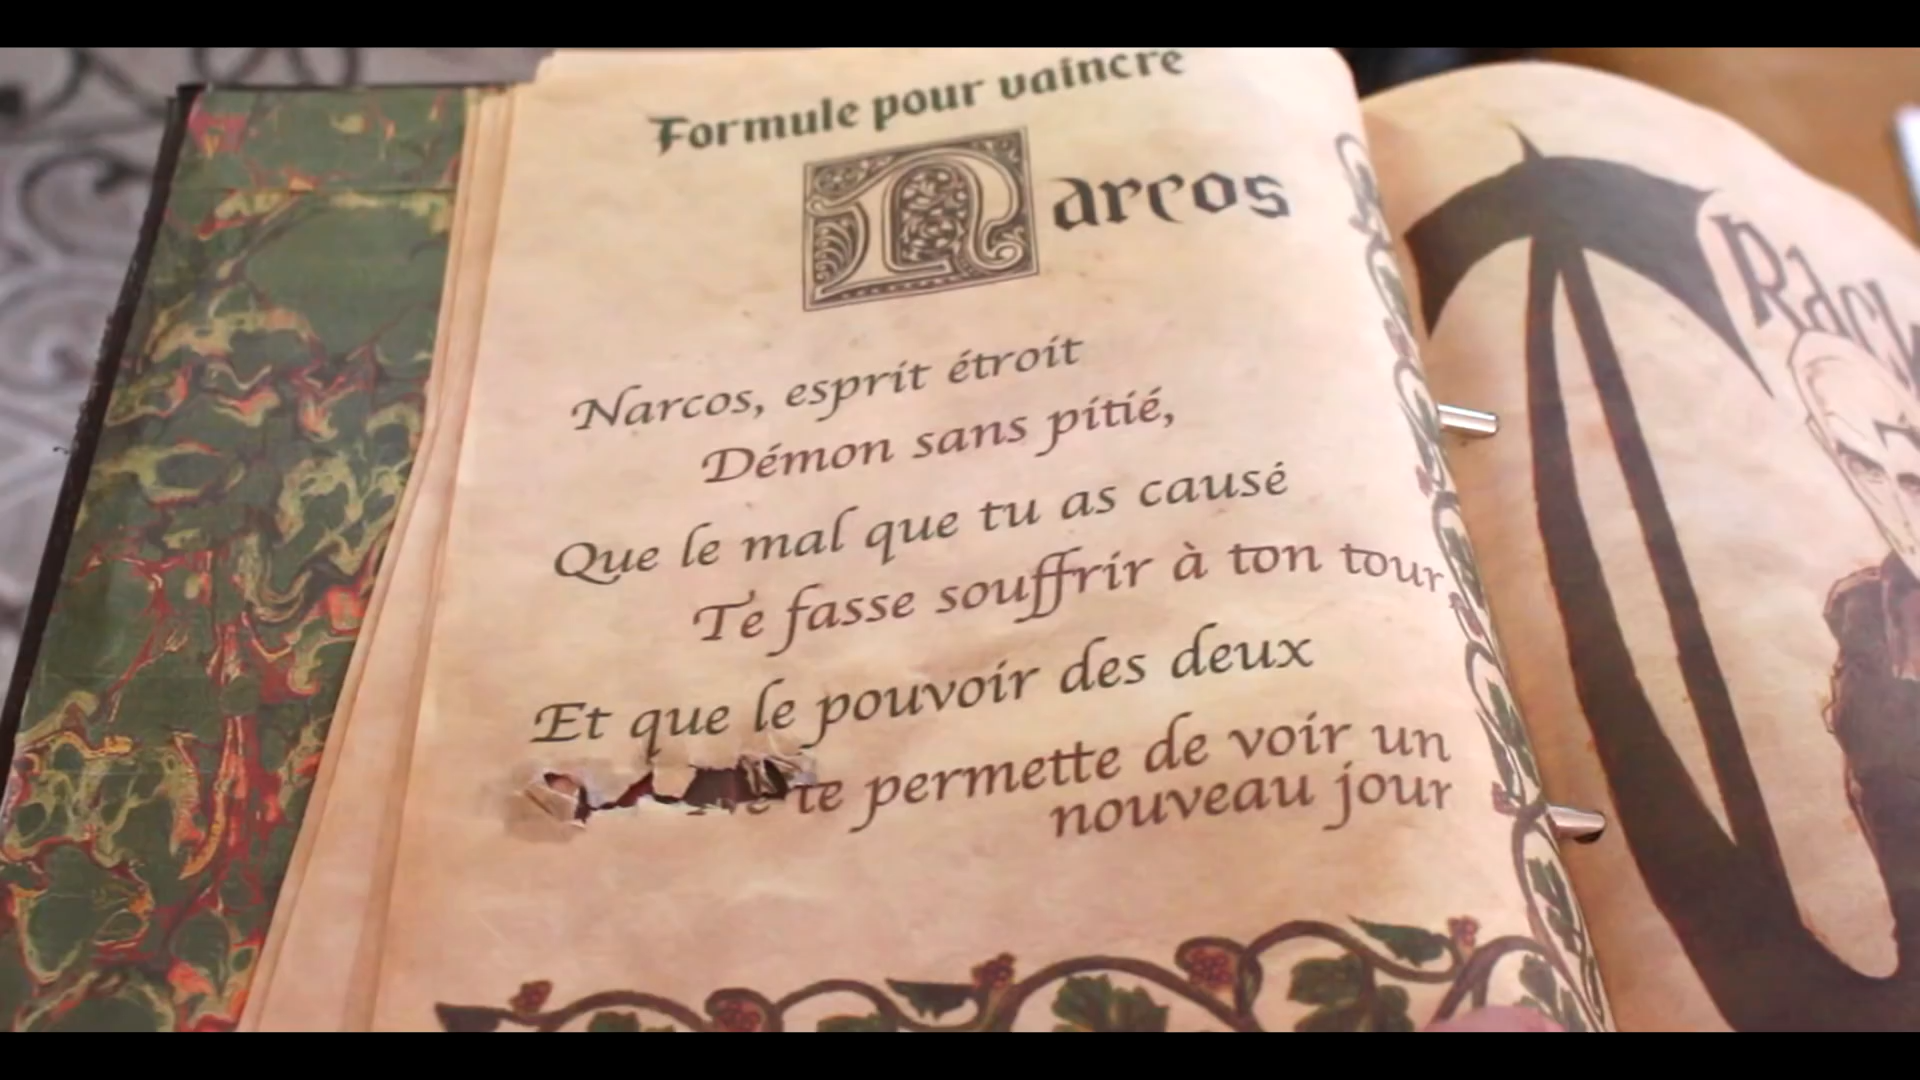 Formule pour vaincre
Narcos
Narcos, esprit étroit
Démon sans pitié,
Que le mal que tu as causé
Te fasse souffrir à ton tour,
Et que le pouvoir des deux
Ne te permette de voir un
nouveau jour